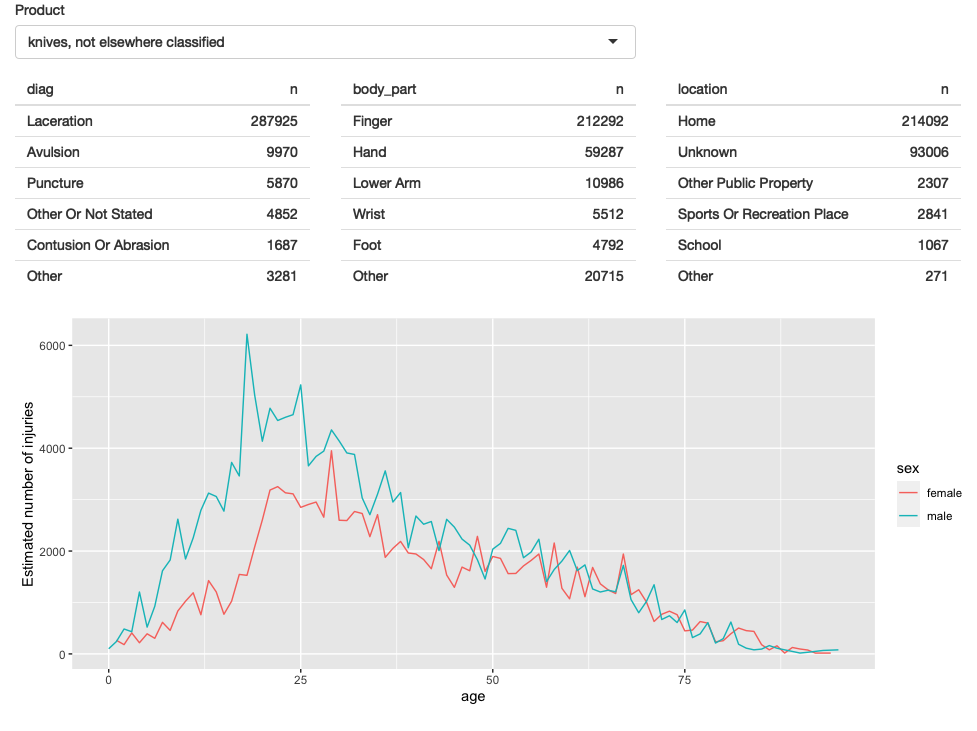 Product
knives, not elsewhere classified
diag n body_part n location n
Laceration 287925 Finger 212292 Home 214092
Avulsion 9970 Hand 59287 Unknown 93006
Puncture 5870 Lower Arm 10986 Other Public Property 2307
Other Or Not Stated 4852 Wrist 5512 Sports Or Recreation Place 2841
Contusion Or Abrasion 1687 Foot 4792 School 1067
Other 3281 Other 20715 Other 271
Estimated number of injuries
6000
4000
2000
0
0 25 50 75
age
sex
female
male